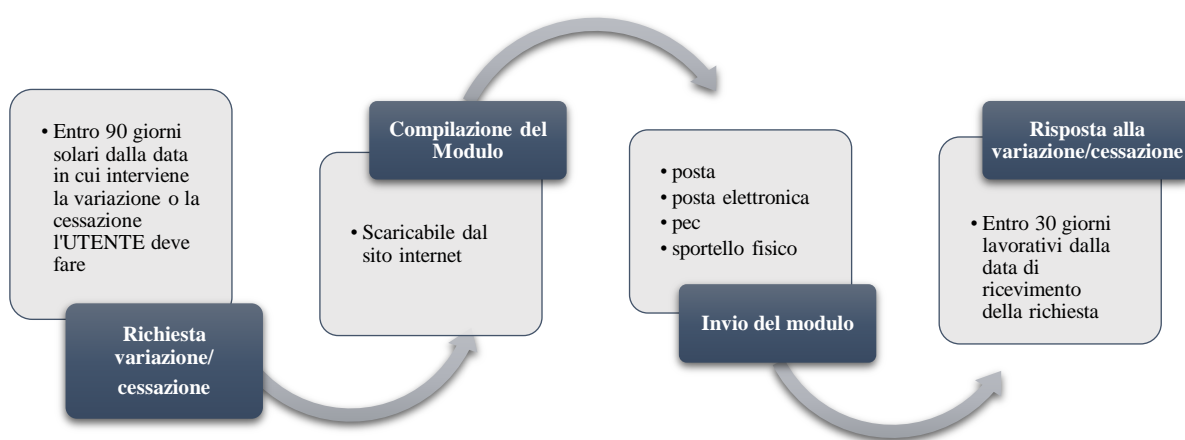 • Entro 90 giorni
solari dalla data
in cui interviene
la variazione o la
cessazione
l'UTENTE deve
fare
Richiesta
variazione/
cessazione
Compilazione del
Modulo
• Scaricabile dal
sito internet
• posta
• posta elettronica
• pec
• sportello fisico
Invio del modulo
Risposta alla
variazione/cessazione
• Entro 30 giorni
lavorativi dalla
data di
ricevimento
della richiesta